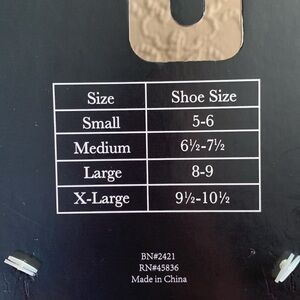 Size Shoe Size
Small 5-6
Medium 6½-7½
Large 8-9
X-Large 9½-10½
BN#2421
RN#45836
Made in China